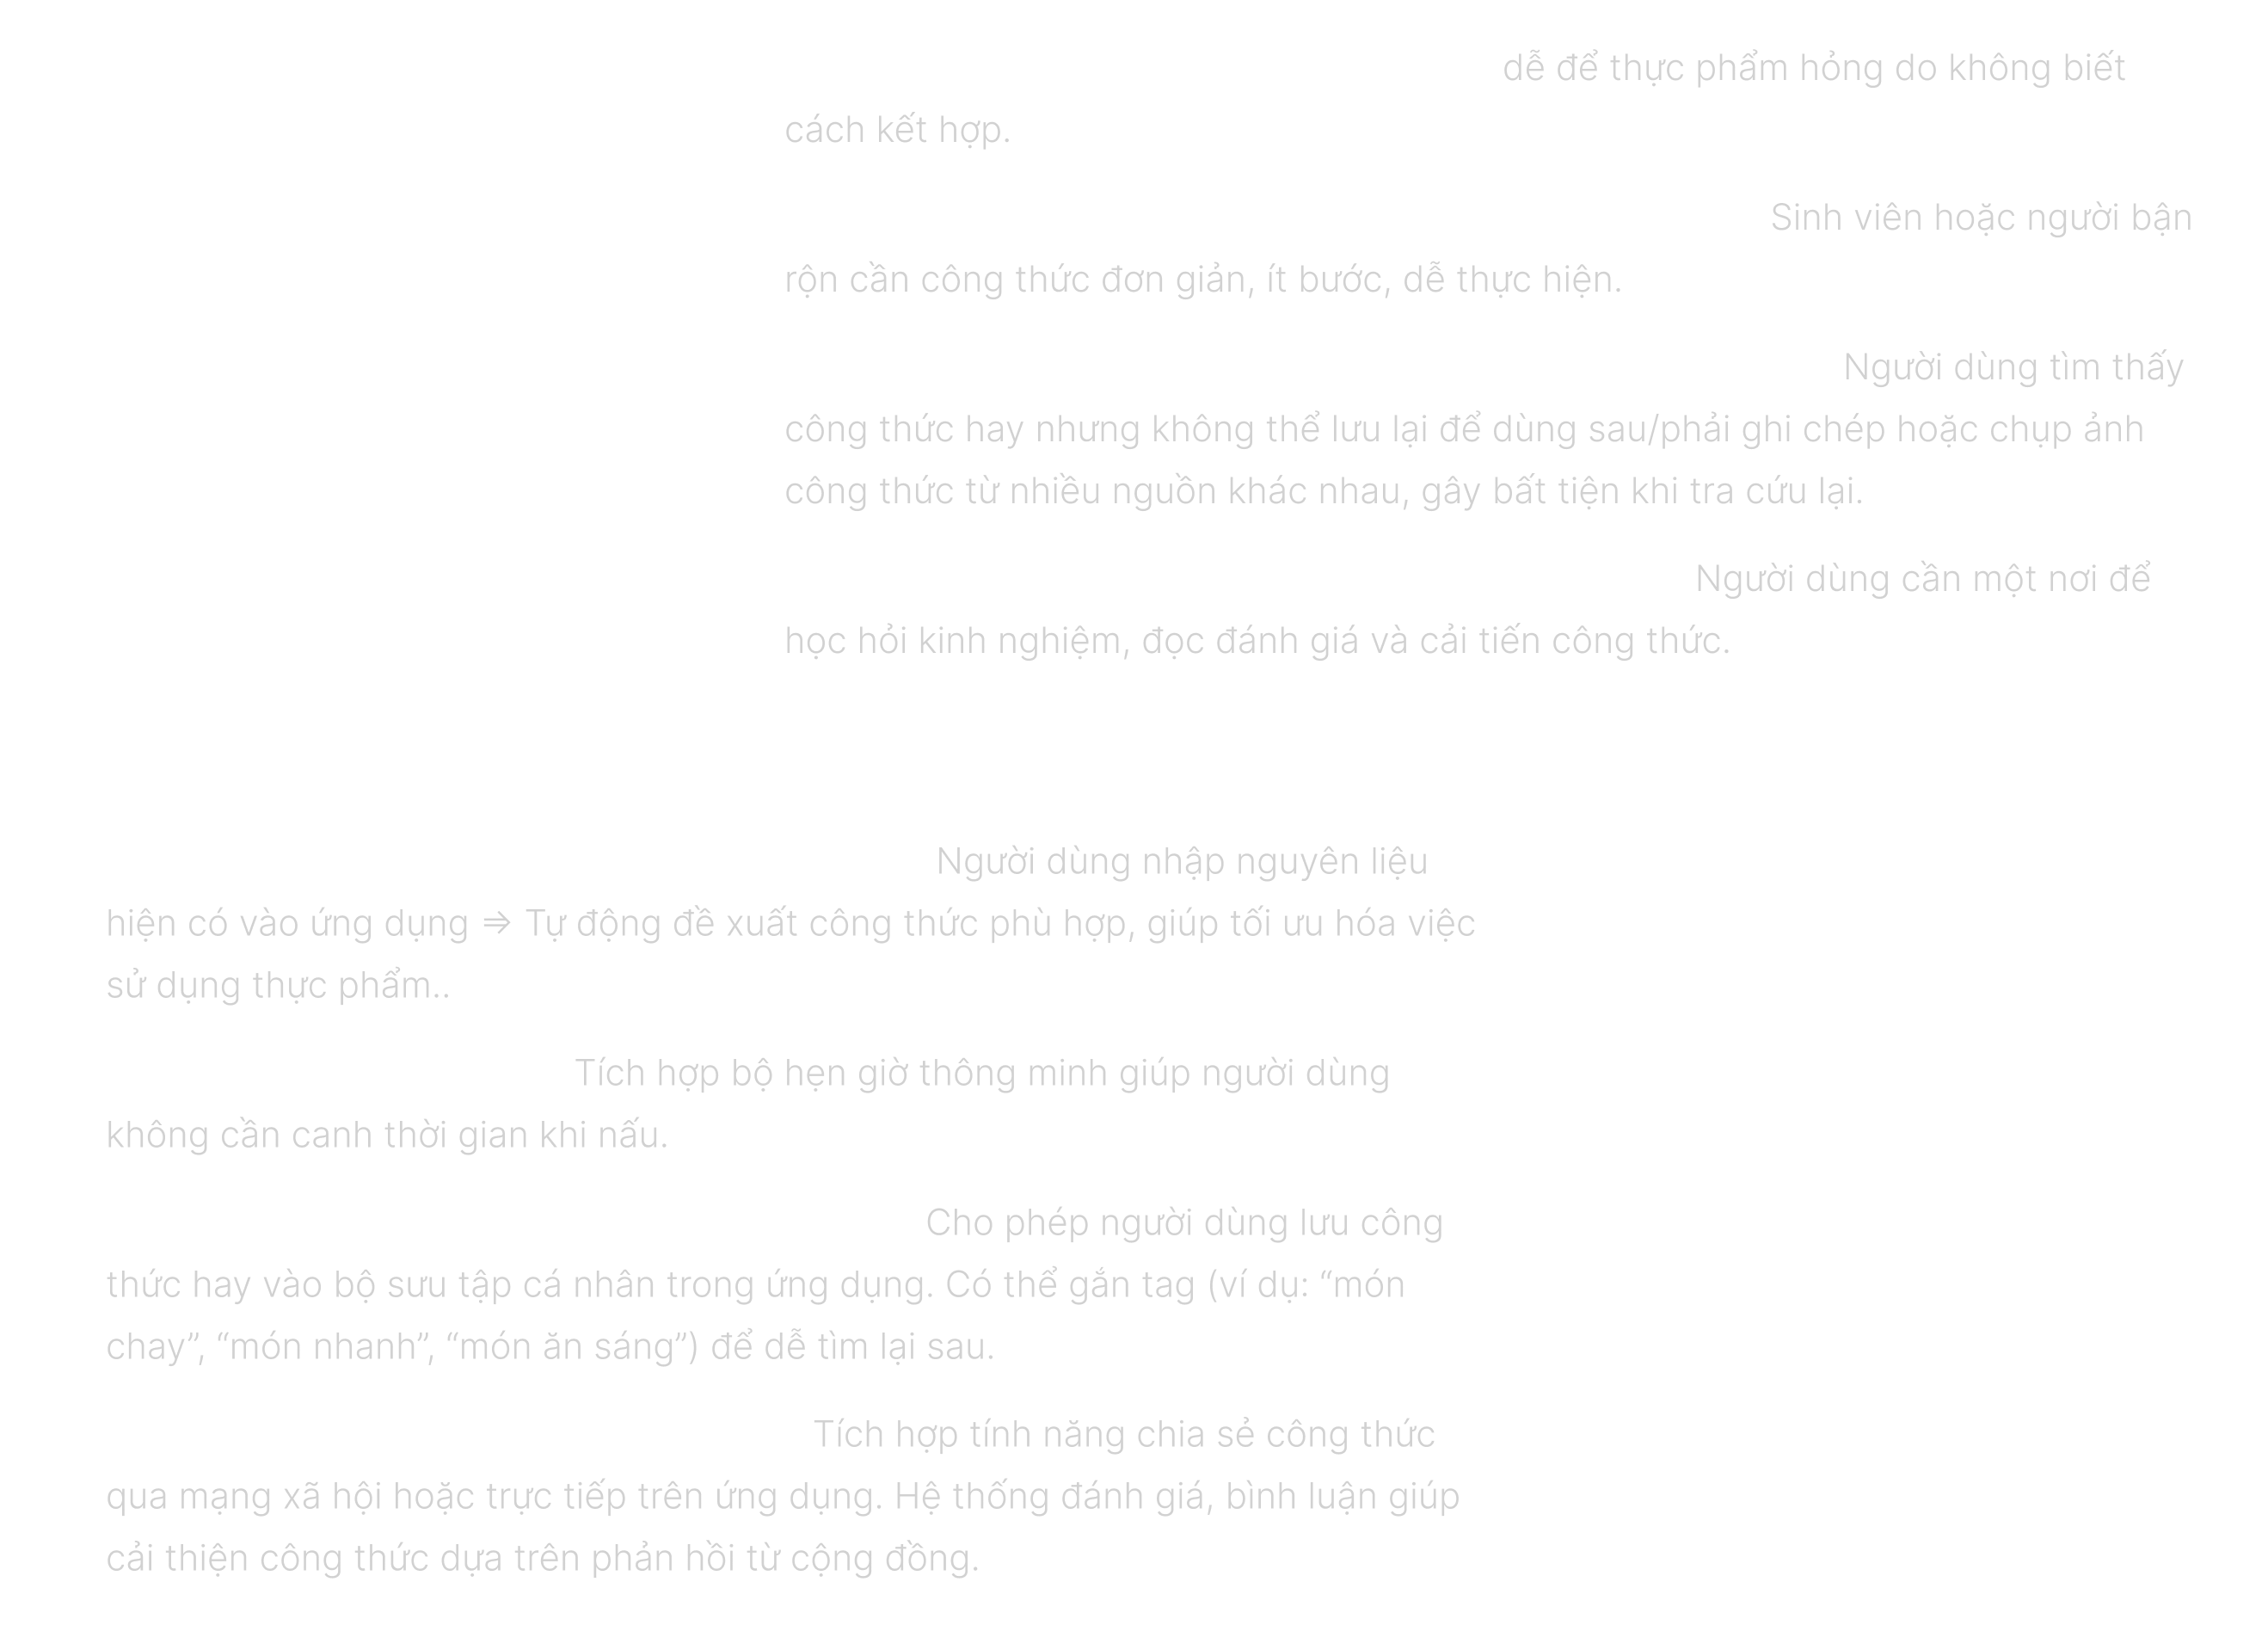 dễ để thực phẩm hỏng do không biết
cách kết hợp.
Sinh viên hoặc người bận
rộn cần công thức đơn giản, ít bước, dễ thực hiện.
Người dùng tìm thấy
công thức hay nhưng không thể lưu lại để dùng sau/phải ghi chép hoặc chụp ảnh
công thức từ nhiều nguồn khác nhau, gây bất tiện khi tra cứu lại.
Người dùng cần một nơi để
học hỏi kinh nghiệm, đọc đánh giá và cải tiến công thức.
Người dùng nhập nguyên liệu
hiện có vào ứng dụng => Tự động đề xuất công thức phù hợp, giúp tối ưu hóa việc
sử dụng thực phẩm..
Tích hợp bộ hẹn giờ thông minh giúp người dùng
không cần canh thời gian khi nấu.
Cho phép người dùng lưu công
thức hay vào bộ sưu tập cá nhân trong ứng dụng. Có thể gắn tag (ví dụ: “món
chay”, “món nhanh”, “món ăn sáng”) để dễ tìm lại sau.
Tích hợp tính năng chia sẻ công thức
qua mạng xã hội hoặc trực tiếp trên ứng dụng. Hệ thống đánh giá, bình luận giúp
cải thiện công thức dựa trên phản hồi từ cộng đồng.